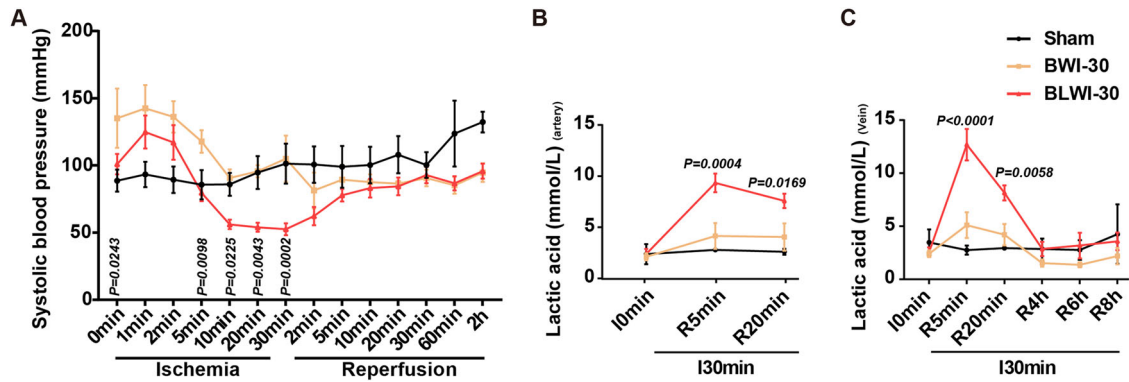 A
Systolic blood pressure (mmHg)
200
150
100
50
0
P=0.0243
P=0.0098
P=0.0225
P=0.0043
P=0.0002
0min
1min
2min
5min
10min
20min
30min
2min
5min
10min
20min
30min
60min
2h
Ischemia
Reperfusion
B
Lactic acid (mmol/L) (artery)
15
10
5
0
P=0.0004
P=0.0169
I0min
R5min
R20min
I30min
C
Sham
BWI-30
BLWI-30
Lactic acid (mmol/L) (Vein)
15
10
5
0
P<0.0001
P=0.0058
I0min
R5min
R20min
R4h
R6h
R8h
I30min